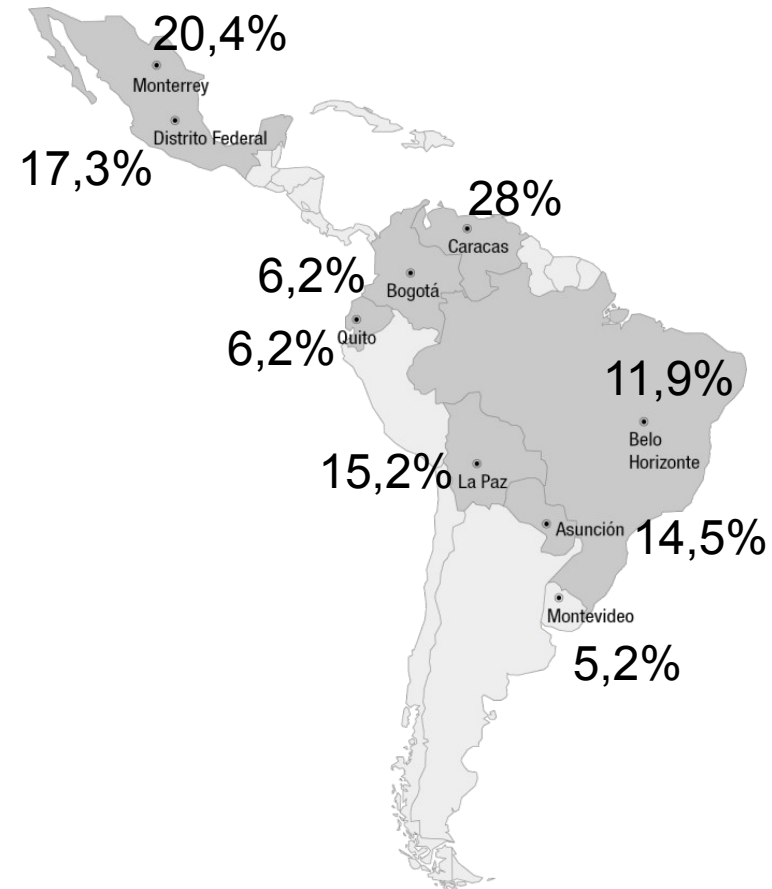 20,4%
Monterrey
Distrito Federal
17,3%
28%
Caracas
6,2%
Bogotá
6,2%
Quito
11,9%
Belo
Horizonte
15,2%
La Paz
Asunción
14,5%
Montevideo
5,2%